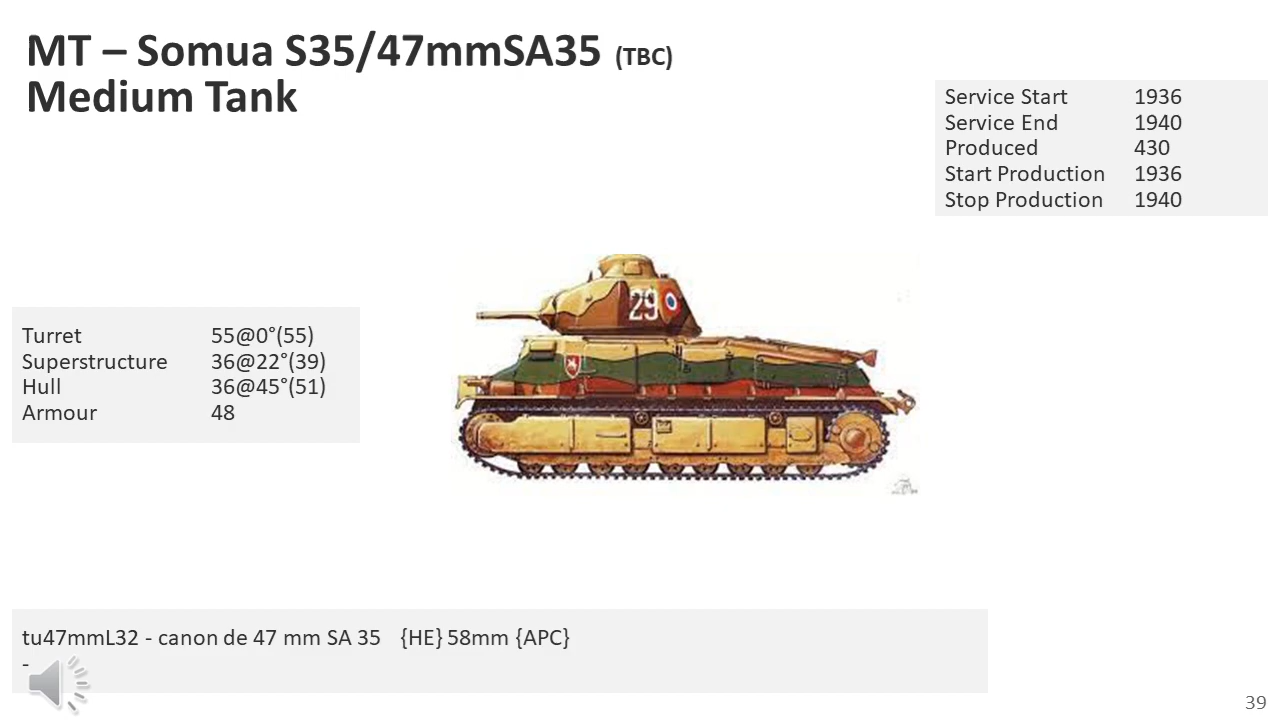 MT – Somua S35/47mmSA35 (TBC)
Medium Tank
Service Start 1936
Service End 1940
Produced 430
Start Production 1936
Stop Production 1940
29
Turret 55@0°(55)
Superstructure 36@22°(39)
Hull 36@45°(51)
Armour 48
tu47mmL32 - canon de 47 mm SA 35 {HE} 58mm {APC}
-
39